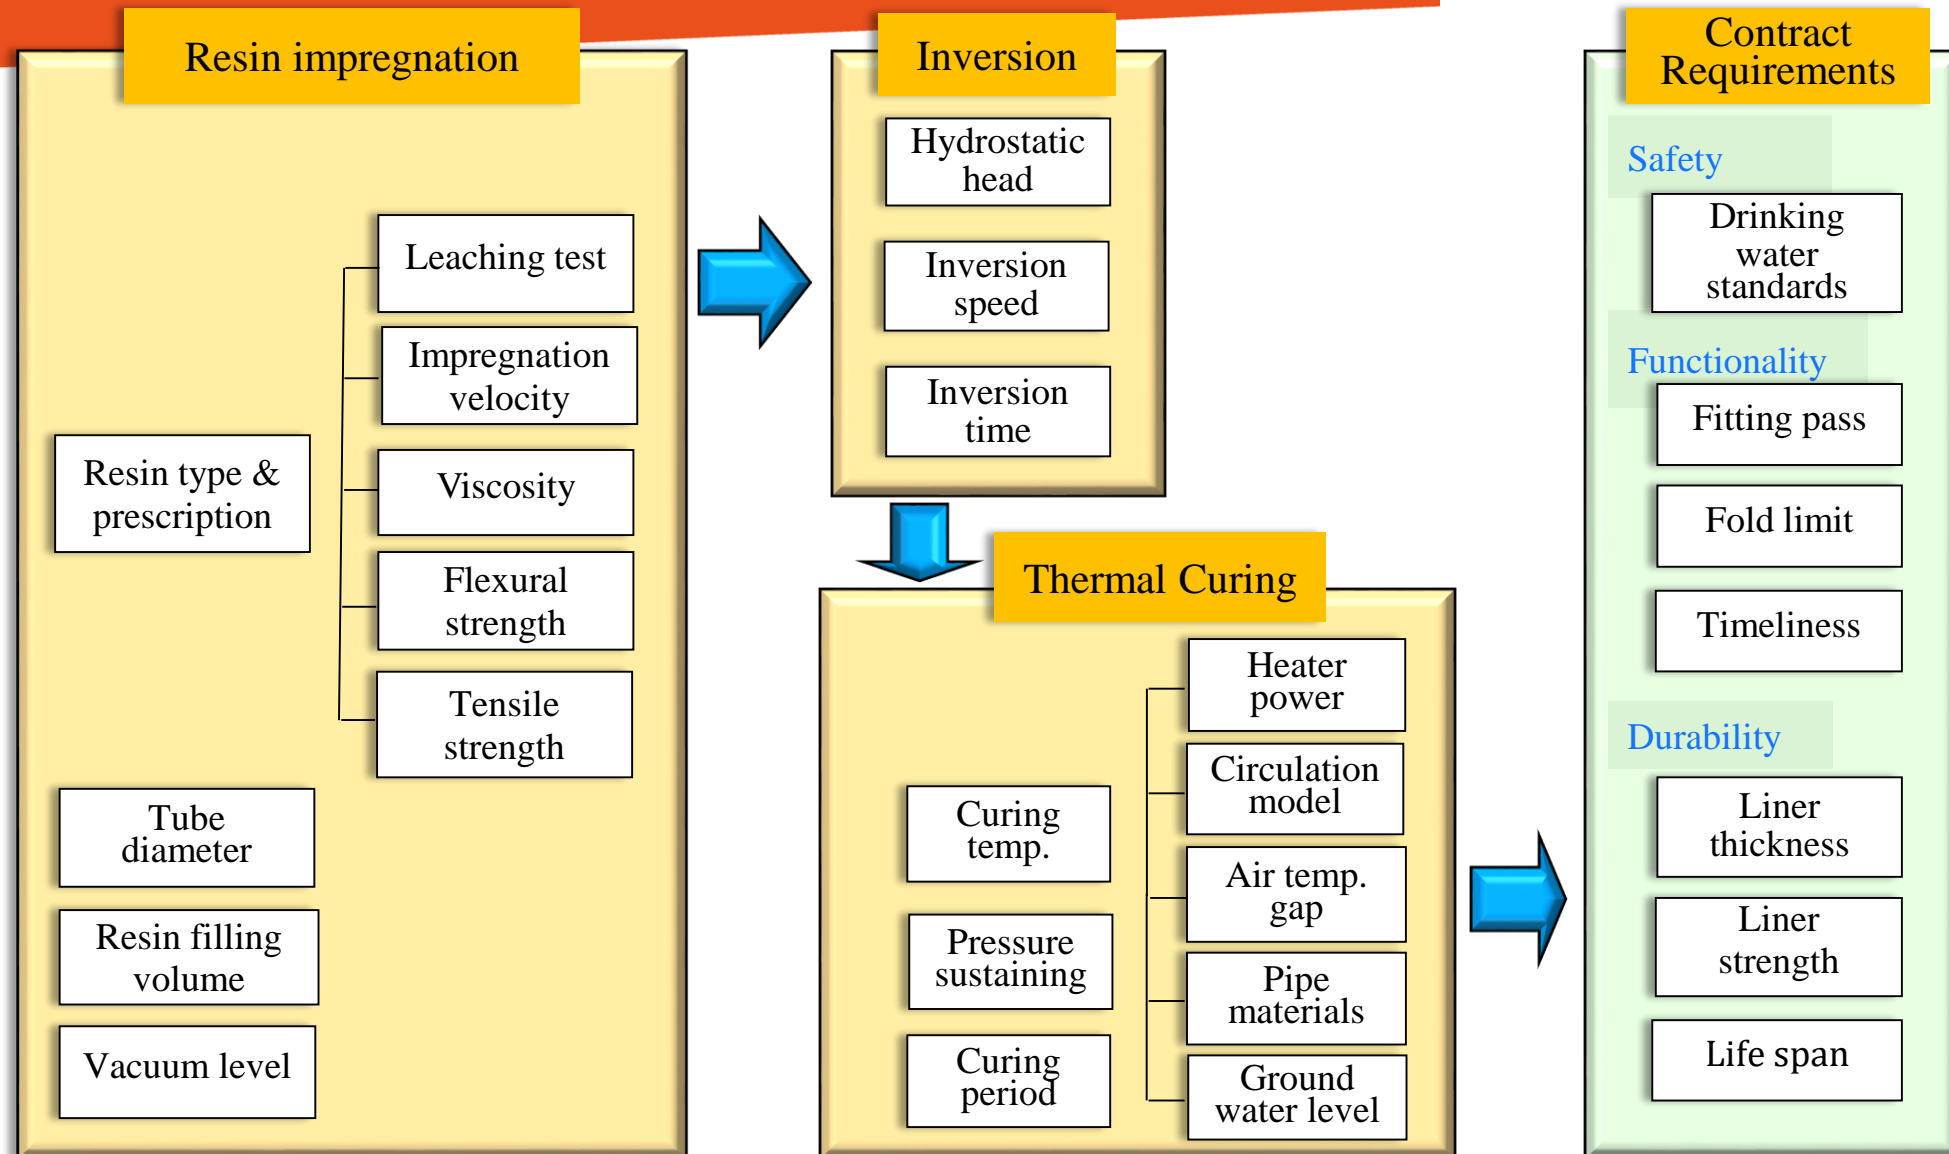 Resin impregnation
Leaching test
Impregnation
velocity
Resin type &
prescription
Viscosity
Flexural
strength
Tensile
strength
Tube
diameter
Resin filling
volume
Vacuum level
Inversion
Hydrostatic
head
Inversion
speed
Inversion
time
Thermal Curing
Heater
power
Circulation
model
Curing
temp.
Air temp.
gap
Pressure
sustaining
Pipe
materials
Curing
period
Ground
water level
Contract
Requirements
Safety
Drinking
water
standards
Functionality
Fitting pass
Fold limit
Timeliness
Durability
Liner
thickness
Liner
strength
Life span